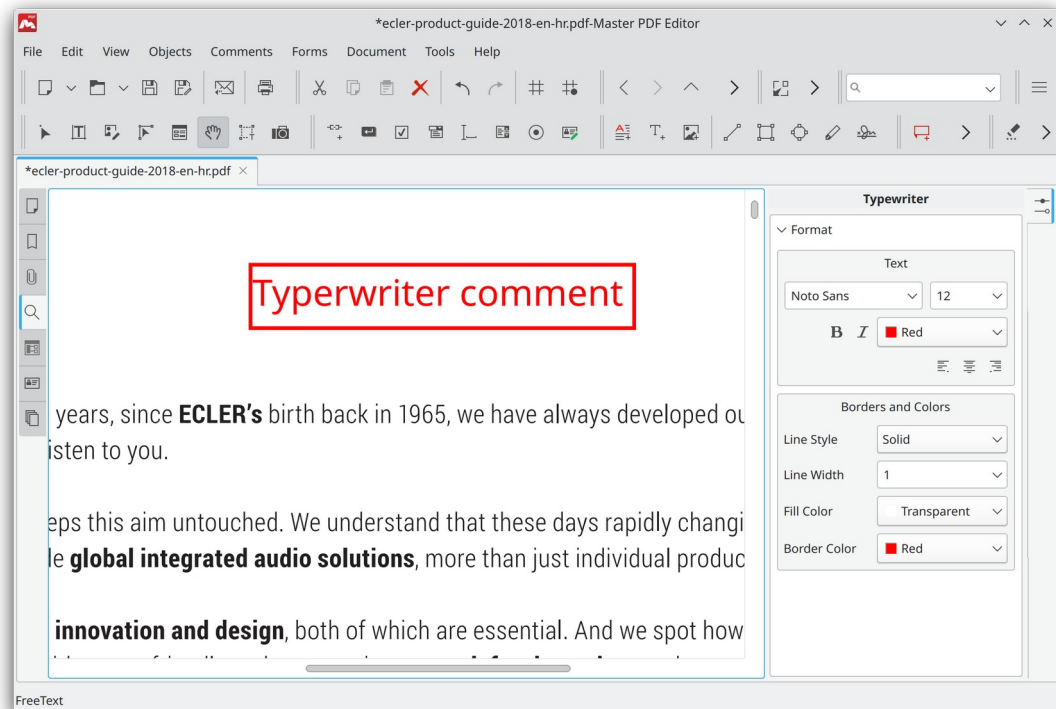 *ecler-product-guide-2018-en-hr.pdf-Master PDF Editor
File Edit View Objects Comments Forms Document Tools Help
*ecler-product-guide-2018-en-hr.pdf
Typewriter
Format
Text
Noto Sans 12
B I Red
Borders and Colors
Line Style Solid
Line Width 1
Fill Color Transparent
Border Color Red
Typerwriter comment
years, since ECLER’s birth back in 1965, we have always developed ou
isten to you.
eps this aim untouched. We understand that these days rapidly changi
le global integrated audio solutions, more than just individual produc
innovation and design, both of which are essential. And we spot how
FreeText